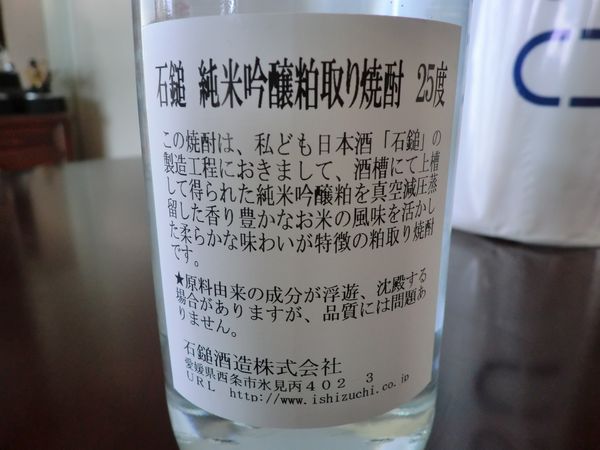 石鎚 純米吟醸粕取り焼酎 25度
この焼酎は、私ども日本酒「石鎚」の
製造工程におきまして、酒槽にて上槽
して得られた純米吟醸粕を真空減圧蒸
留した香り豊かなお米の風味を活かし
た柔らかな味わいが特徴の粕取り焼酎
です。
★原料由来の成分が浮遊、沈殿する
場合がありますが、品質には問題あ
りません。
石鎚酒造株式会社
愛媛県西条市氷見丙402 3
URL http://www.ishizuchi.co.jp